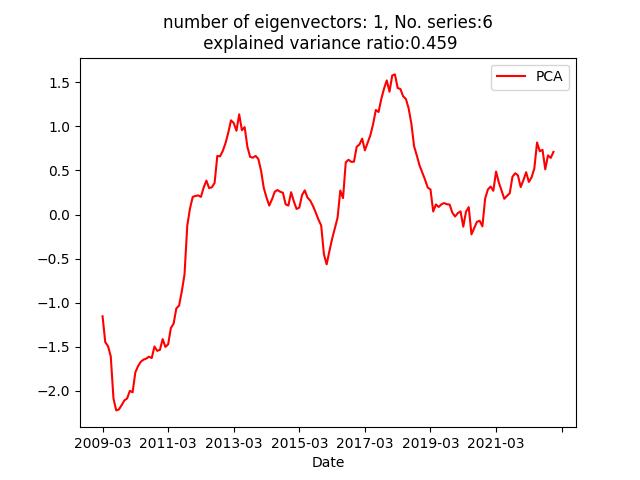 number of eigenvectors: 1, No. series:6
explained variance ratio:0.459
PCA
1.5
1.0
0.5
0.0
−0.5
−1.0
−1.5
−2.0
2009-03 2011-03 2013-03 2015-03 2017-03 2019-03 2021-03
Date